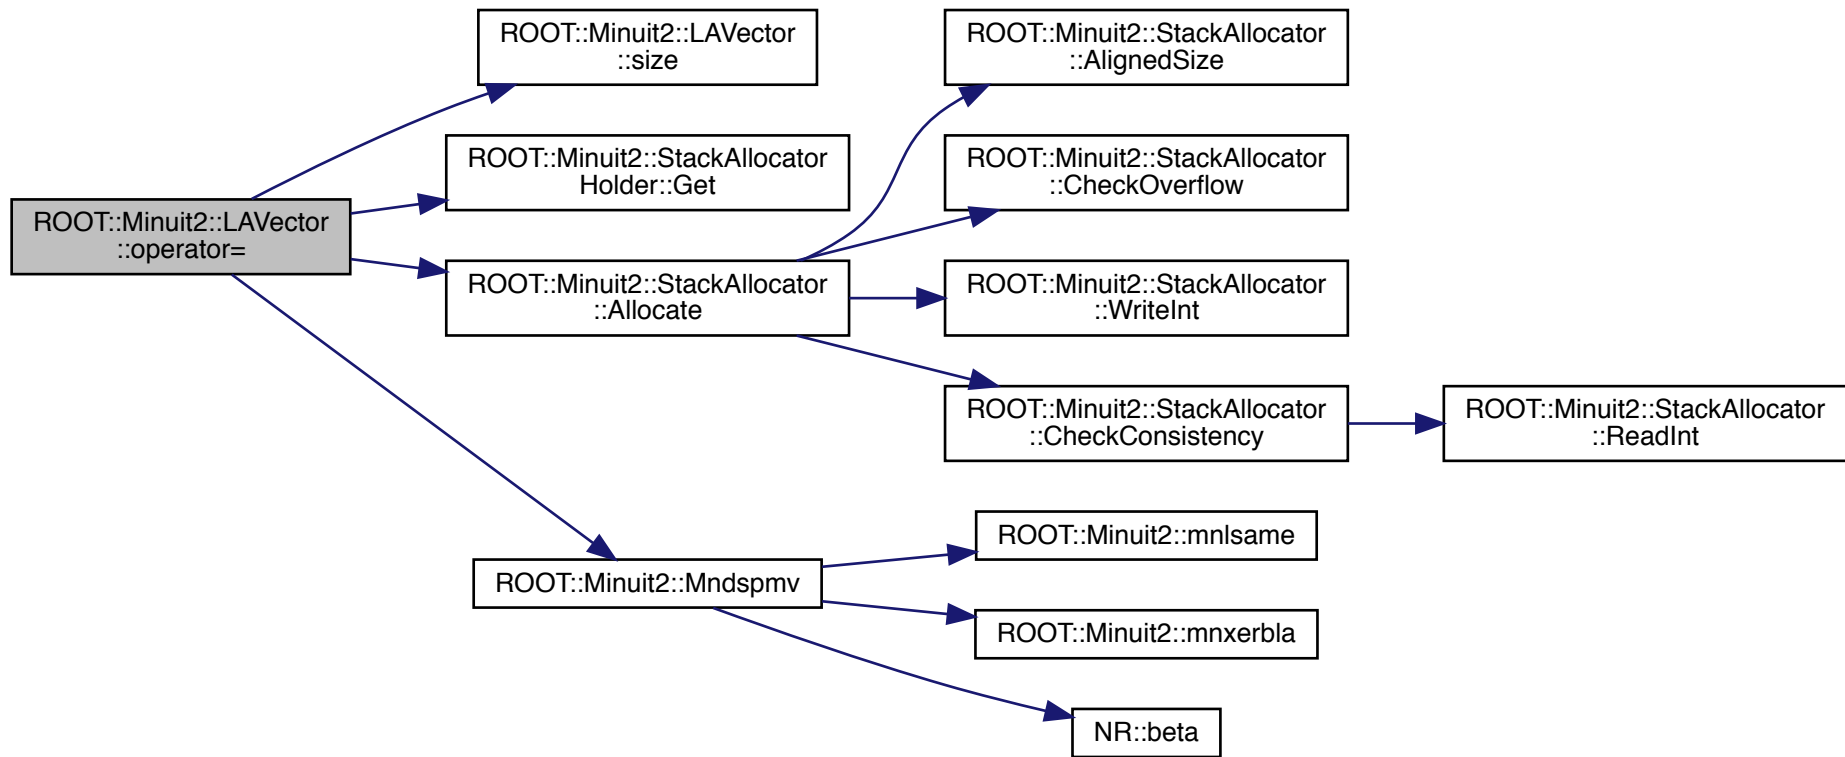 ROOT::Minuit2::LAVector
::operator=
ROOT::Minuit2::LAVector
::size
ROOT::Minuit2::StackAllocator
Holder::Get
ROOT::Minuit2::StackAllocator
::Allocate
ROOT::Minuit2::Mndspmv
ROOT::Minuit2::StackAllocator
::AlignedSize
ROOT::Minuit2::StackAllocator
::CheckOverflow
ROOT::Minuit2::StackAllocator
::WriteInt
ROOT::Minuit2::StackAllocator
::CheckConsistency
ROOT::Minuit2::StackAllocator
::ReadInt
ROOT::Minuit2::mnlsame
ROOT::Minuit2::mnxerbla
NR::beta